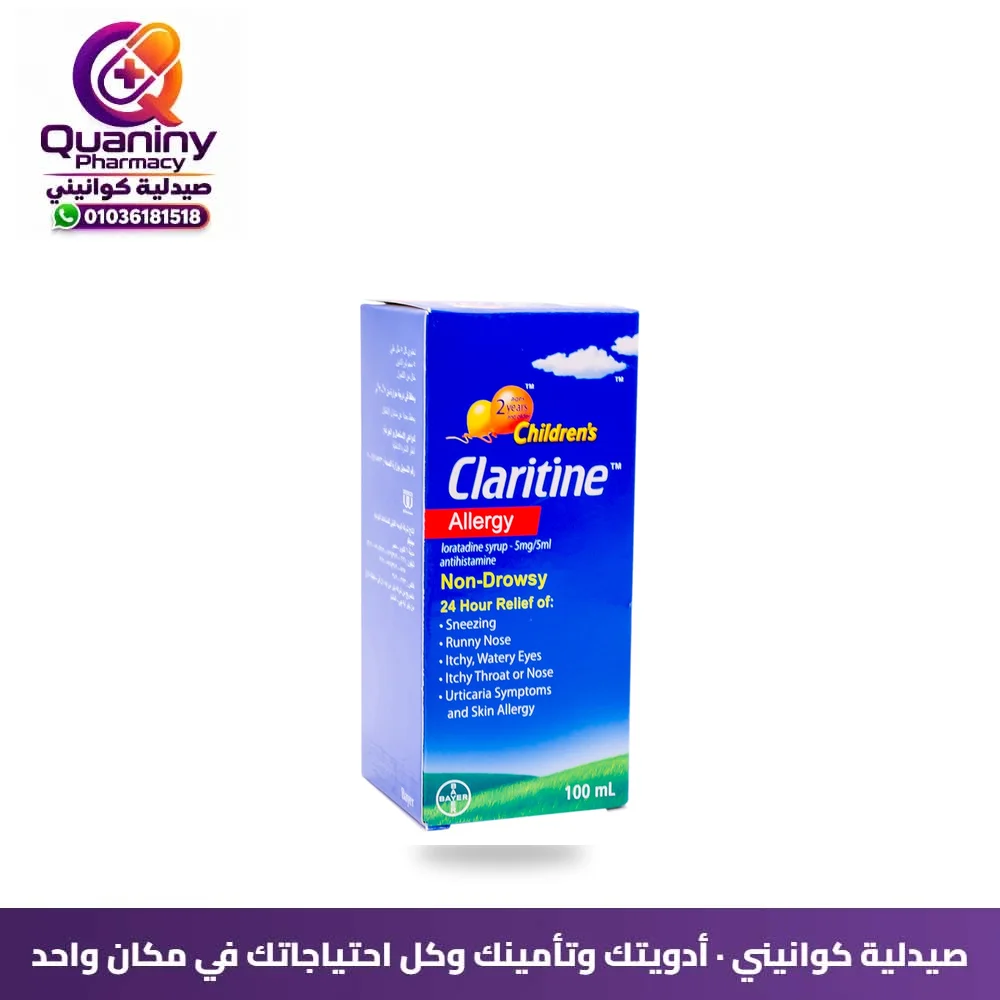 Quaniny
Pharmacy
صيدلية كوانيني
01036181518
Ages
2 years
Children's
Claritine™
Allergy
loratadine syrup - 5mg/5ml
antihistamine
Non-Drowsy
24 Hour Relief of:
• Sneezing
• Runny Nose
• Itchy, Watery Eyes
• Itchy Throat or Nose
• Urticaria Symptoms
and Skin Allergy
BAYER
100 mL
Bayer
صيدلية كوانيني · أدويتك وتأمينك وكل احتياجاتك في مكان واحد